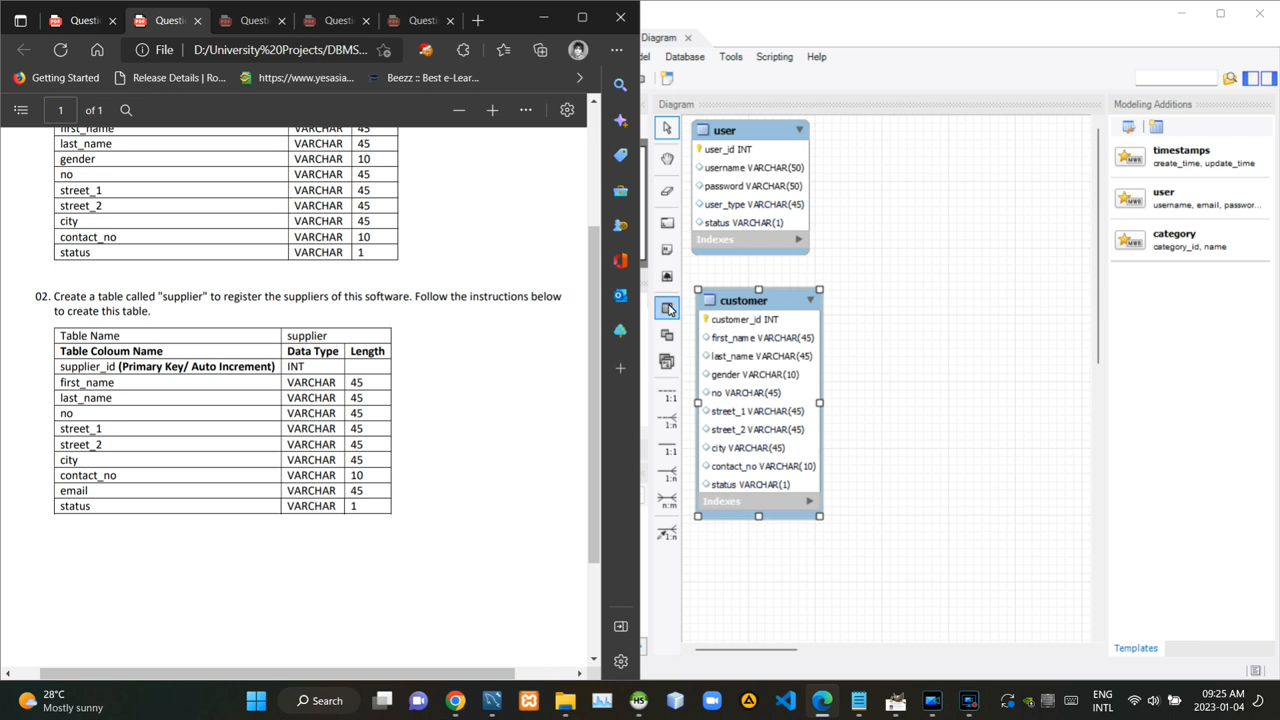 Questi
Questi
Questi
Questi
Questi
File
D:/University%20Projects/DBMS...
Getting Started
Release Details | Ro...
https://www.yesasia...
Beezz :: Best e-Lear...
1 of 1
first_name VARCHAR 45
last_name VARCHAR 45
gender VARCHAR 10
no VARCHAR 45
street_1 VARCHAR 45
street_2 VARCHAR 45
city VARCHAR 45
contact_no VARCHAR 10
status VARCHAR 1
02. Create a table called "supplier" to register the suppliers of this software. Follow the instructions below
to create this table.
Table Name supplier
Table Coloum Name Data Type Length
supplier_id (Primary Key/ Auto Increment) INT
first_name VARCHAR 45
last_name VARCHAR 45
no VARCHAR 45
street_1 VARCHAR 45
street_2 VARCHAR 45
city VARCHAR 45
contact_no VARCHAR 10
email VARCHAR 45
status VARCHAR 1
Diagram
Database Tools Scripting Help
Diagram
1:1
1:n
1:1
1:n
n:m
1:n
user
user_id INT
username VARCHAR(50)
password VARCHAR(50)
user_type VARCHAR(45)
status VARCHAR(1)
Indexes
customer
customer_id INT
first_name VARCHAR(45)
last_name VARCHAR(45)
gender VARCHAR(10)
no VARCHAR(45)
street_1 VARCHAR(45)
street_2 VARCHAR(45)
city VARCHAR(45)
contact_no VARCHAR(10)
status VARCHAR(1)
Indexes
Modeling Additions
timestamps
create_time, update_time
user
username, email, passwor...
category
category_id, name
Templates
28°C
Mostly sunny
Search
ENG
INTL
09:25 AM
2023-01-04